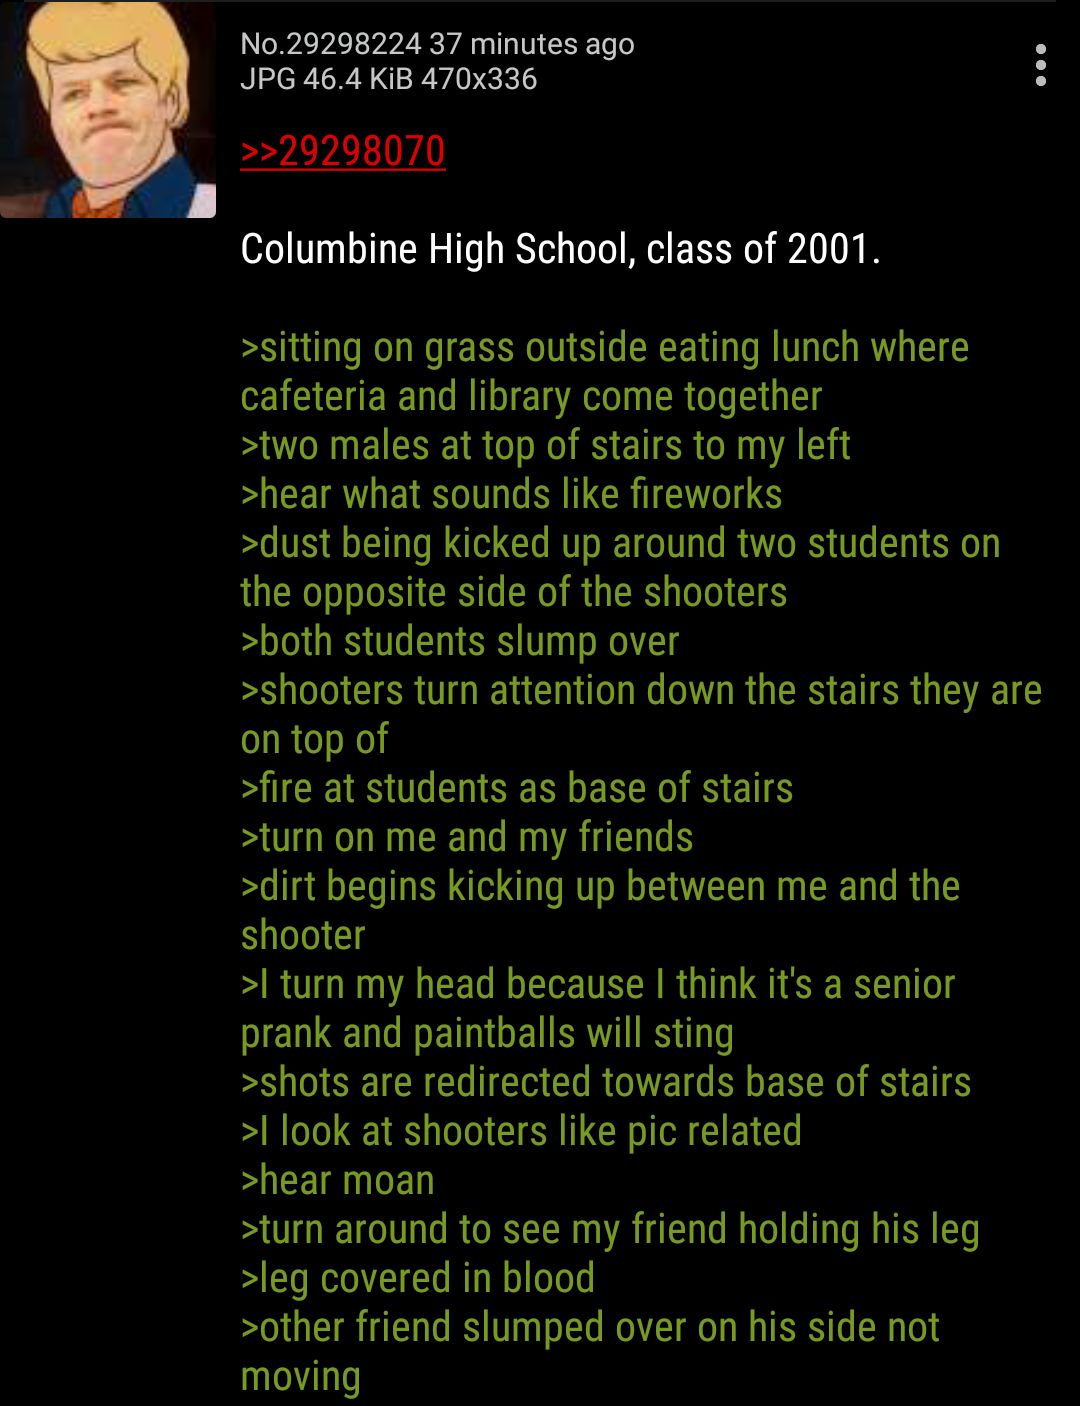 No.29298224 37 minutes ago
JPG 46.4 KiB 470x336
>>29298070
Columbine High School, class of 2001.
>sitting on grass outside eating lunch where
cafeteria and library come together
>two males at top of stairs to my left
>hear what sounds like fireworks
>dust being kicked up around two students on
the opposite side of the shooters
>both students slump over
>shooters turn attention down the stairs they are
on top of
>fire at students as base of stairs
>turn on me and my friends
>dirt begins kicking up between me and the
shooter
>I turn my head because I think it's a senior
prank and paintballs will sting
>shots are redirected towards base of stairs
>I look at shooters like pic related
>hear moan
>turn around to see my friend holding his leg
>leg covered in blood
>other friend slumped over on his side not
moving